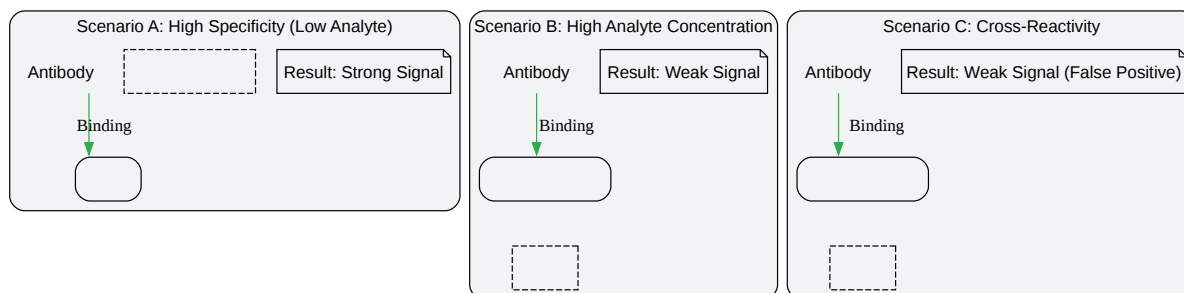 Scenario A: High Specificity (Low Analyte)
Antibody
Result: Strong Signal
Binding
Scenario B: High Analyte Concentration
Antibody
Result: Weak Signal
Binding
Scenario C: Cross-Reactivity
Antibody
Result: Weak Signal (False Positive)
Binding